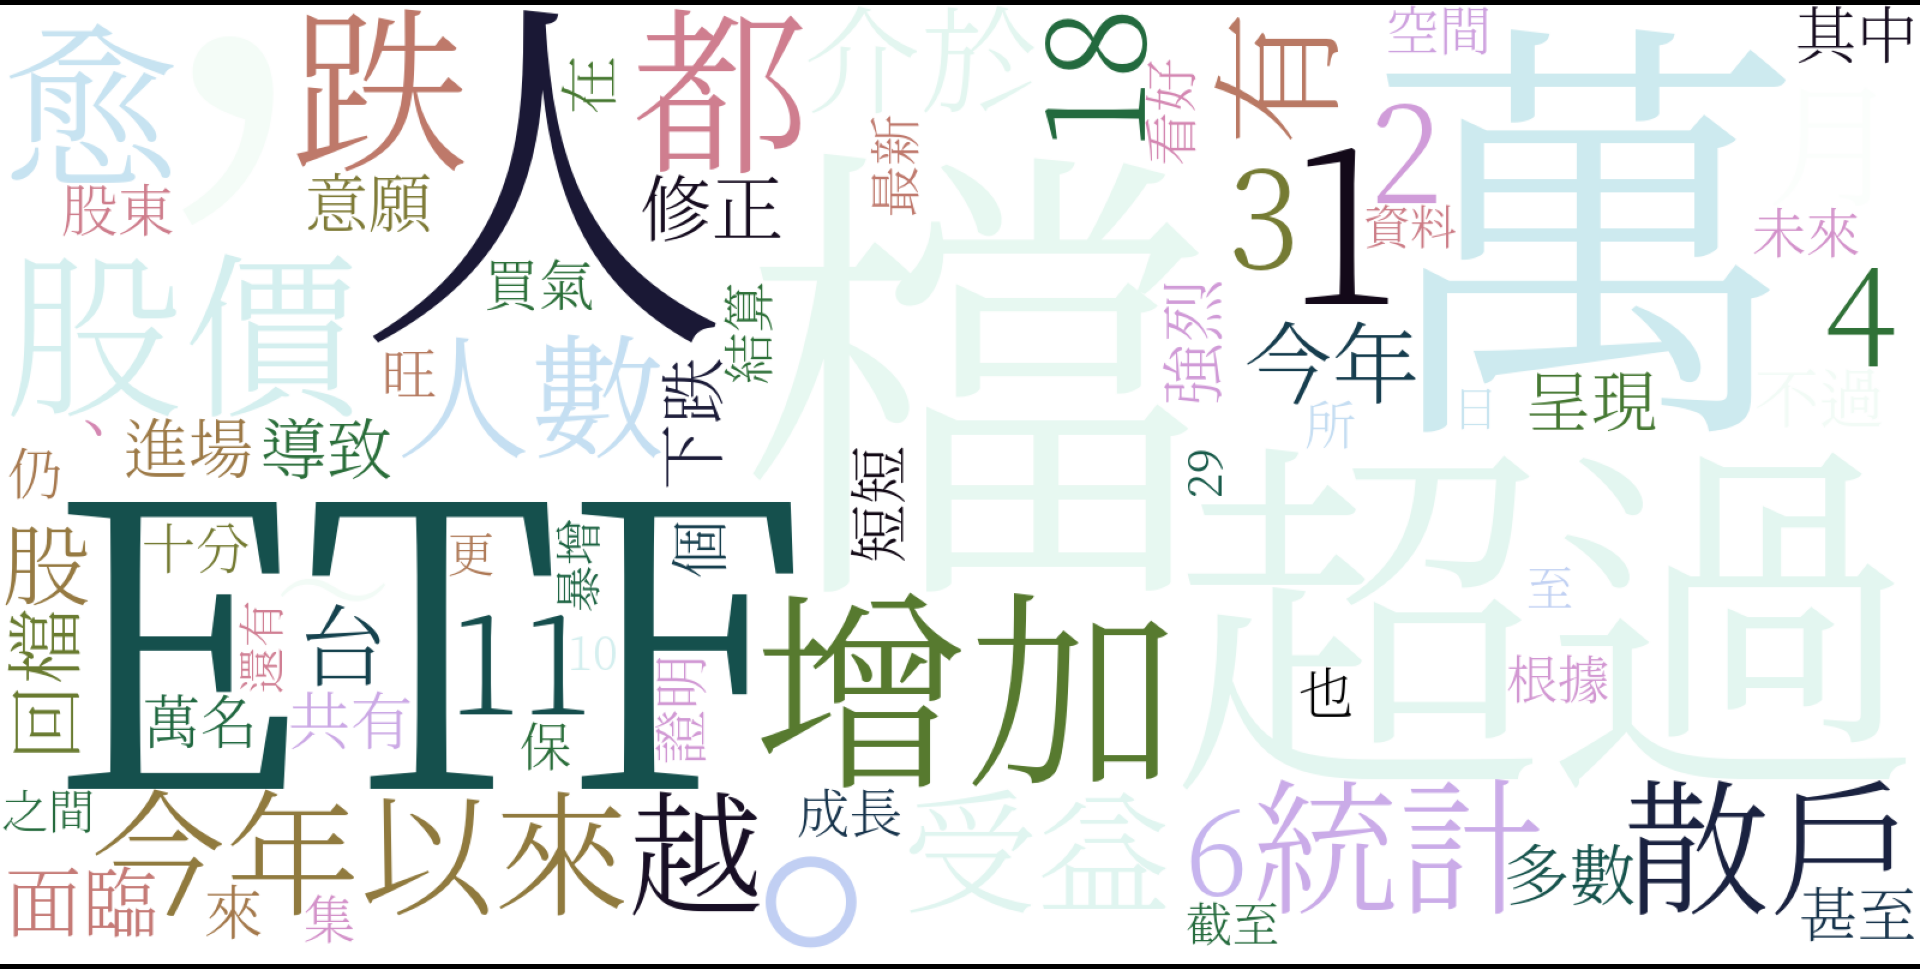 愈
，
跌
人
在
都
介於
18
看好
有
空間
2
萬
其中
月
股東
意願
修正
最新
3
1
資料
未來
股價
買氣
結算
檔
強烈
今年
4
旺
人數
下跌
所
日
呈現
不過
、
進場
導致
仍
短短
29
超過
ETF
股
十分
更
暴增
個
至
～
回檔
還有
台
11
10
增加
證明
也
根據
萬名
共有
保
之間
今年以來
越
成長
受益
6
統計
多數
散戶
面臨
來
集
。
截至
甚至